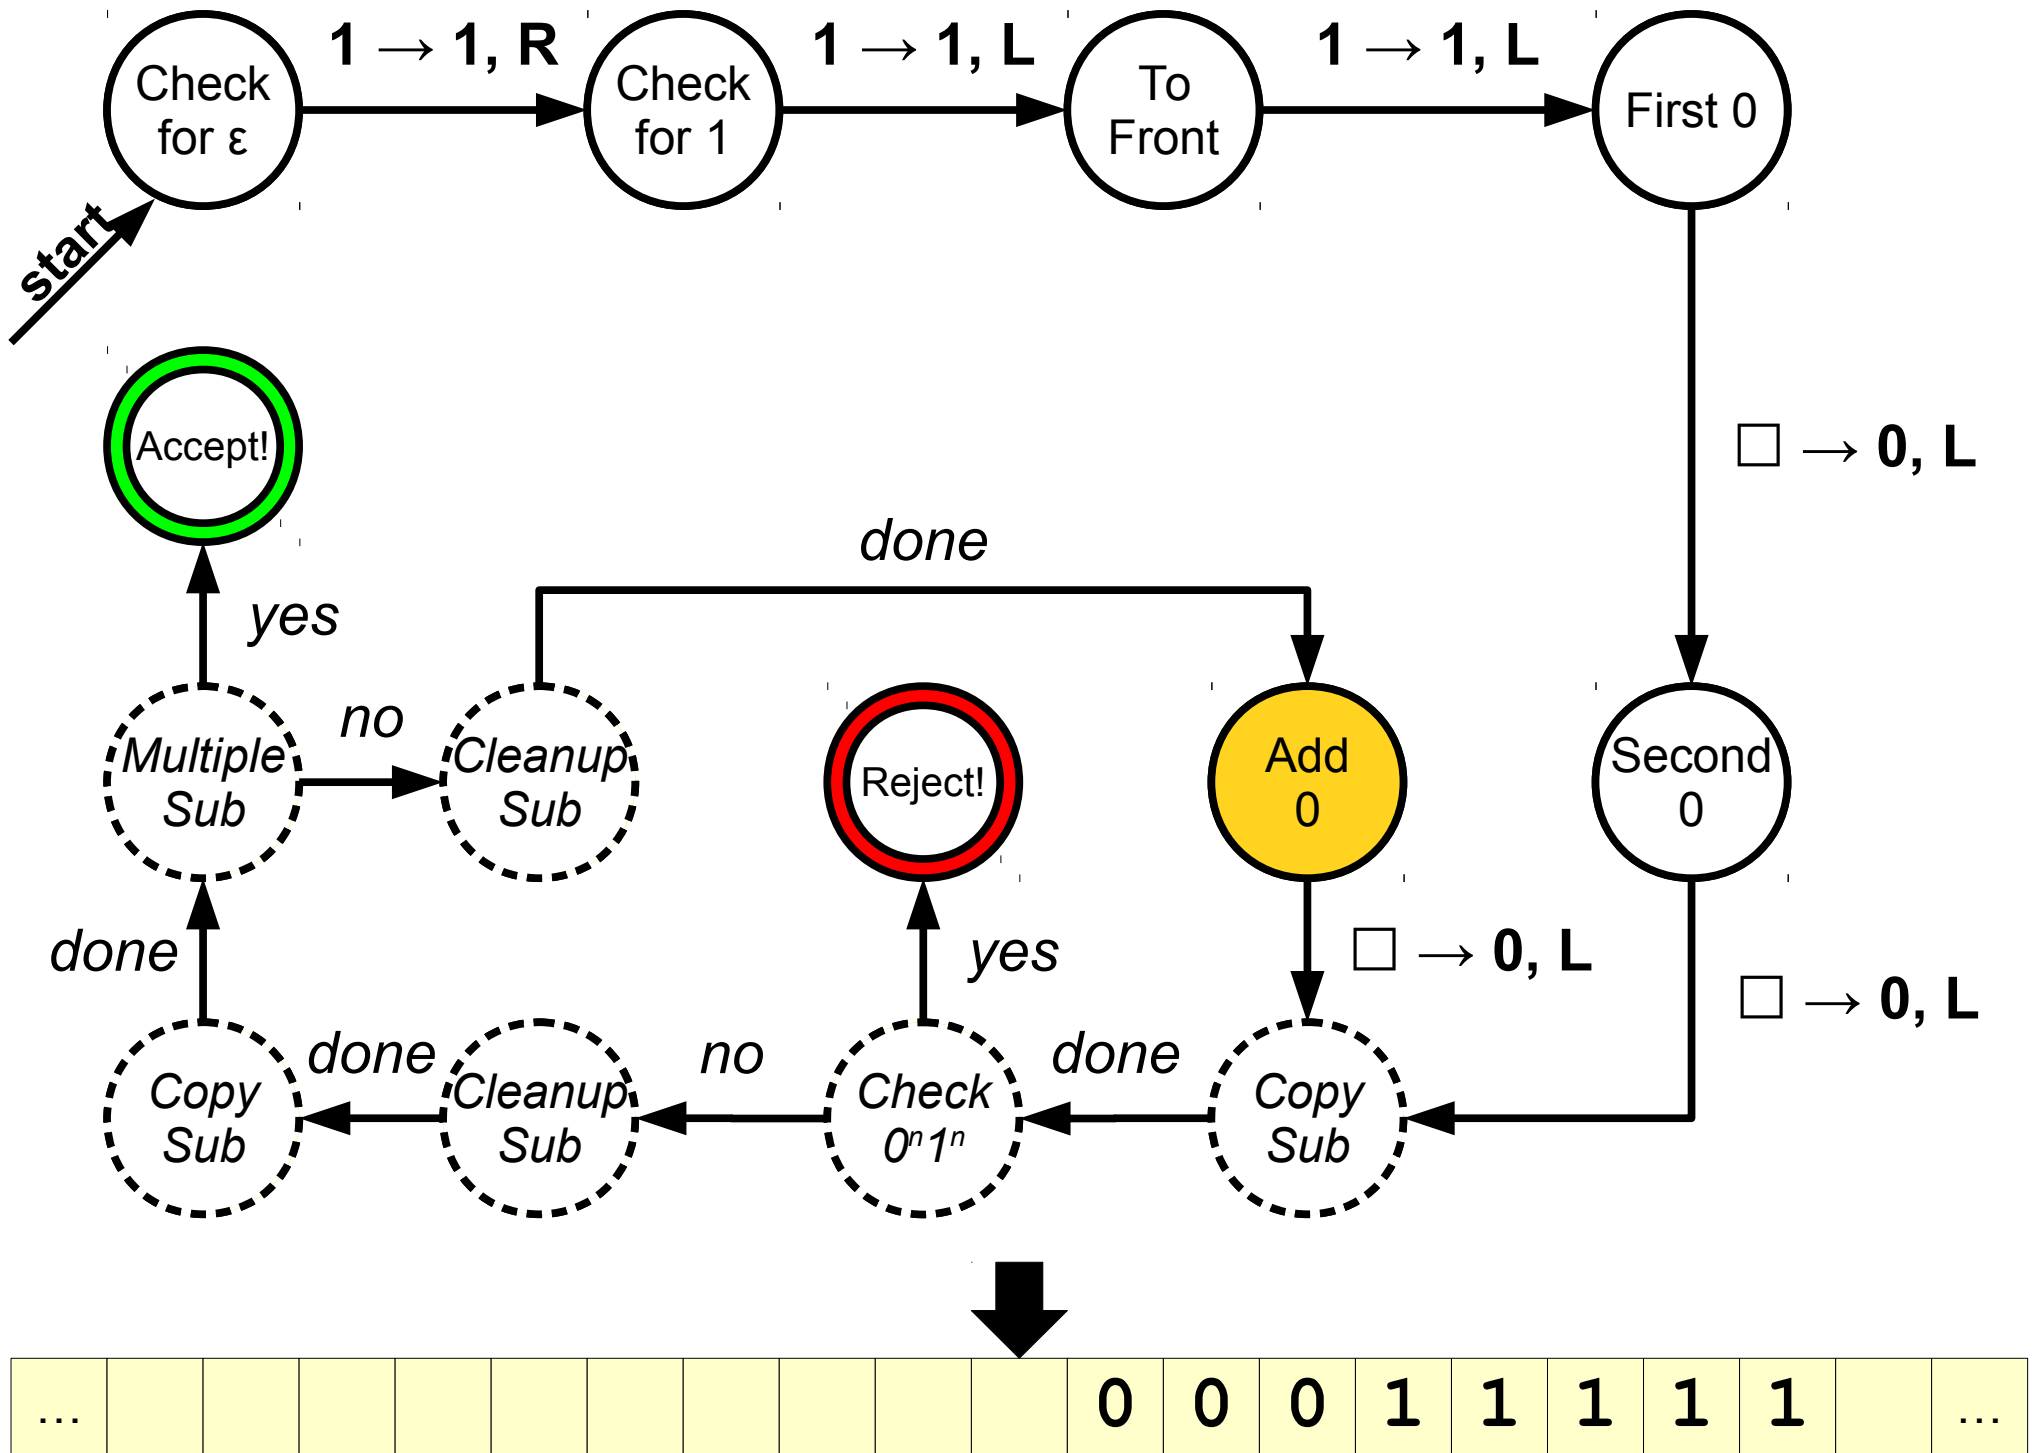 1 → 1, R
1 → 1, L
1 → 1, L
Check
for ε
Check
for 1
To
Front
First 0
start
□ → 0, L
Accept!
done
yes
no
Multiple
Sub
Cleanup
Sub
Reject!
Add
0
Second
0
done
yes
□ → 0, L
□ → 0, L
done
no
done
Copy
Sub
Cleanup
Sub
Check
0ⁿ1ⁿ
Copy
Sub
... 0 0 0 1 1 1 1 1 ...